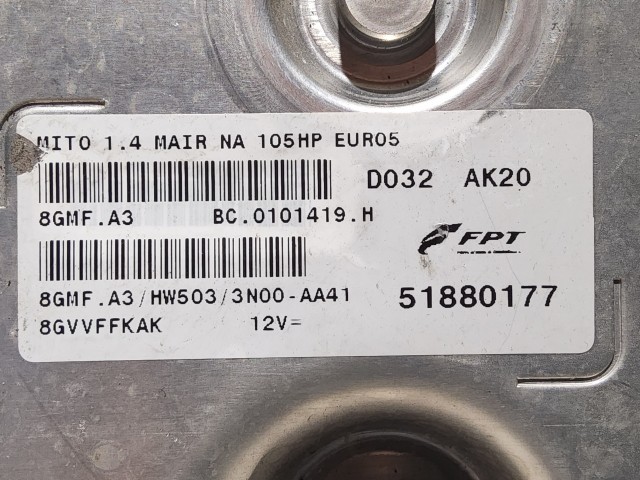 MITO 1.4 MAIR NA 105HP EURO5
D032 AK20
8GMF.A3 BC.0101419.H
FPT
8GMF.A3/HW503/3N00-AA41
51880177
8GVVFFKAK 12V=